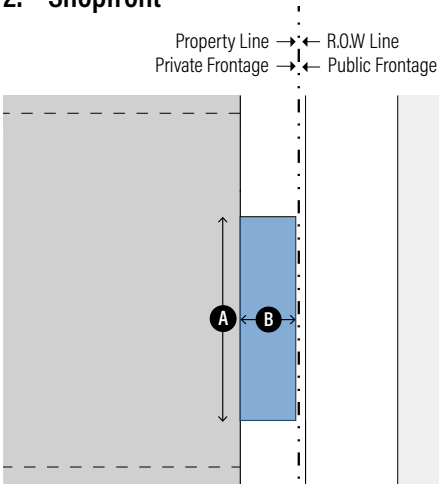 2. Shopfront
Property Line R.O.W Line
Private Frontage Public Frontage
A B